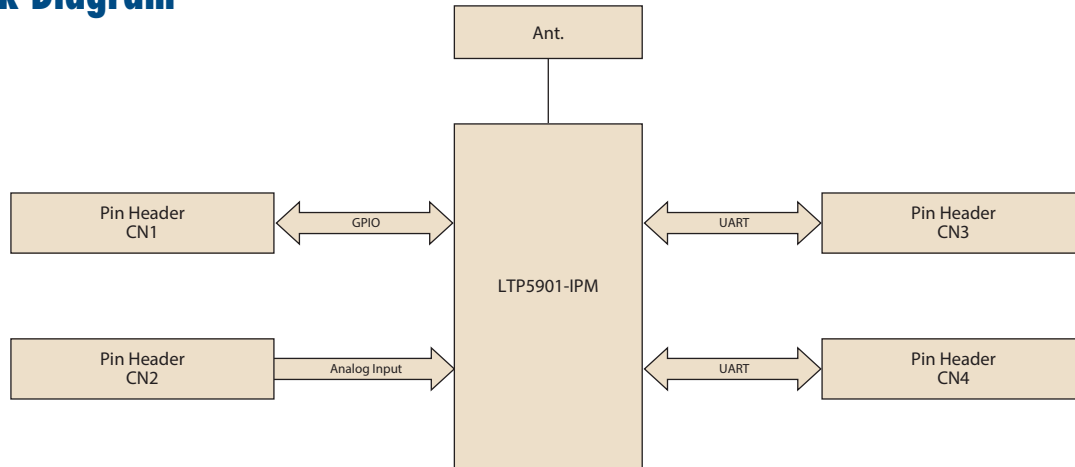 Diagram
Ant.
Pin Header
CN1
GPIO
UART
Pin Header
CN3
LTP5901-IPM
Pin Header
CN2
Analog Input
UART
Pin Header
CN4